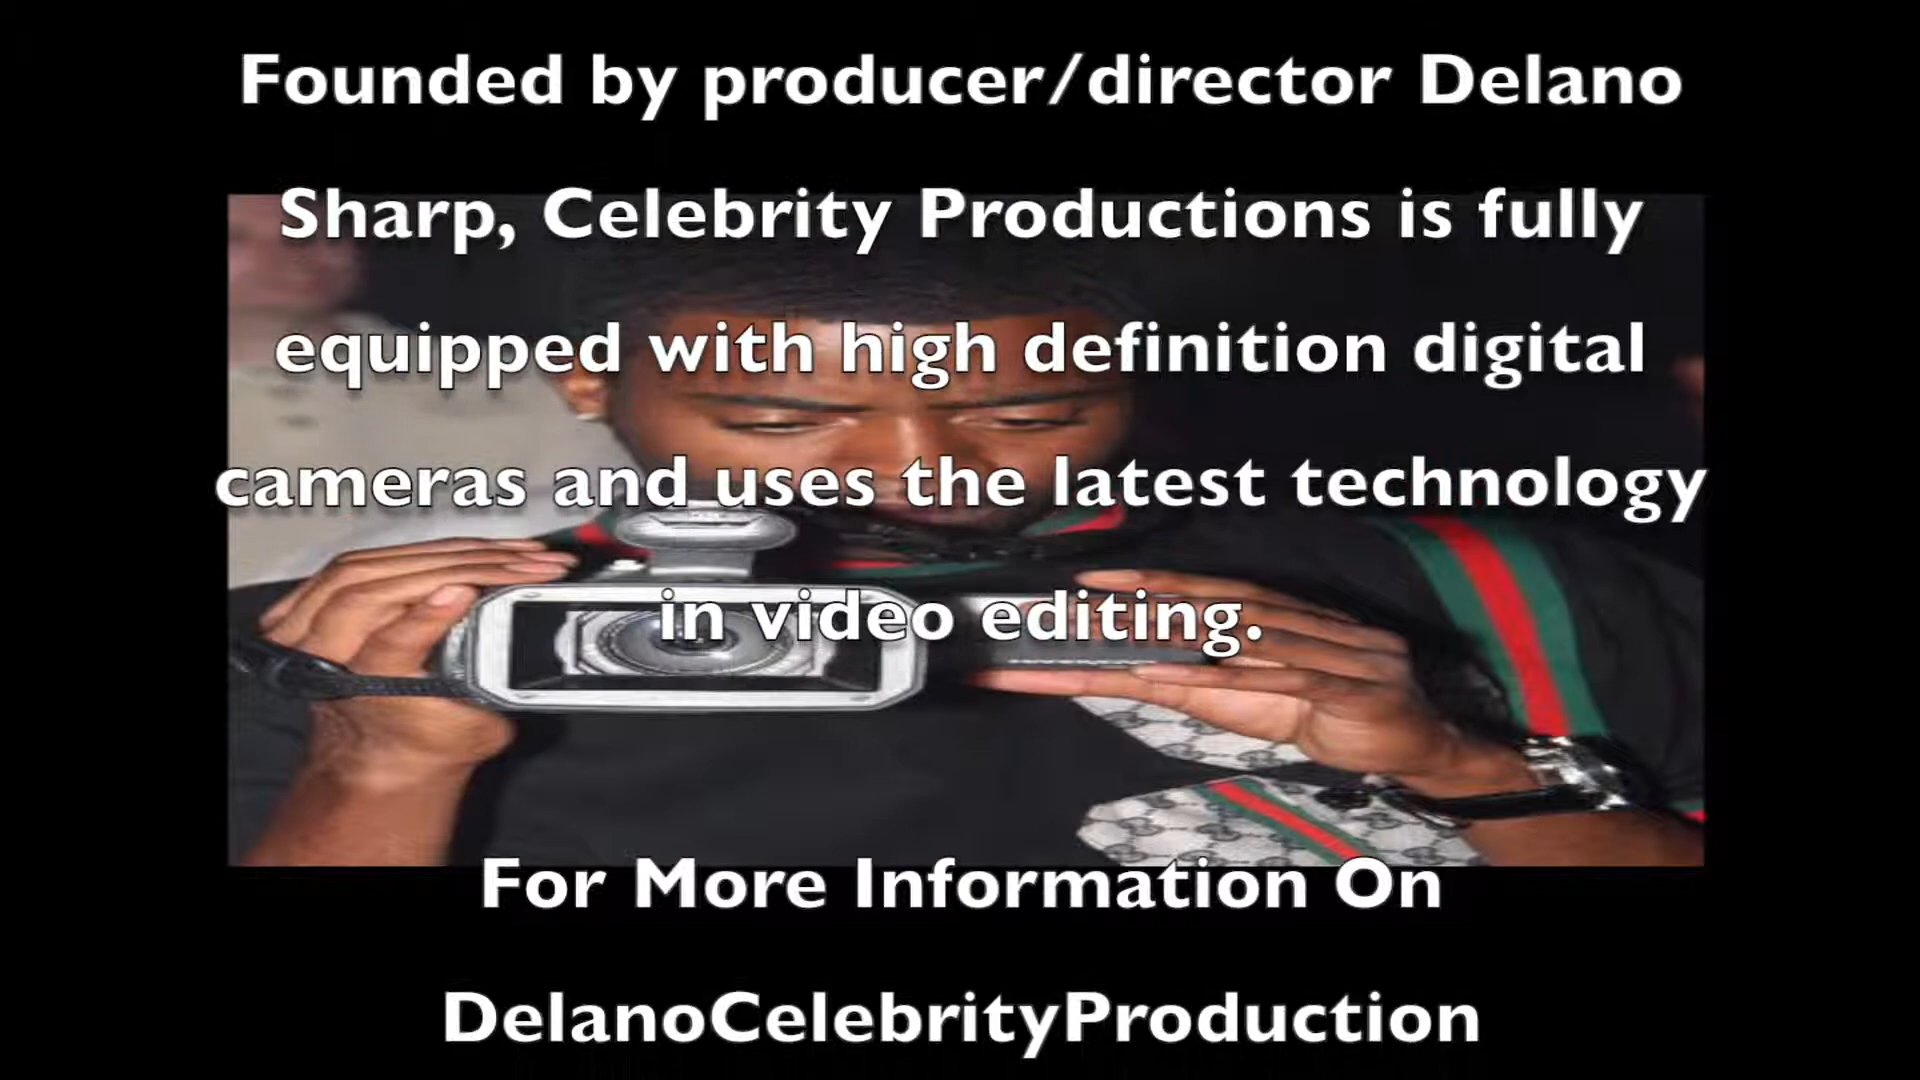 Founded by producer/director Delano
Sharp, Celebrity Productions is fully
equipped with high definition digital
cameras and uses the latest technology
in video editing.
For More Information On
DelanoCelebrityProduction